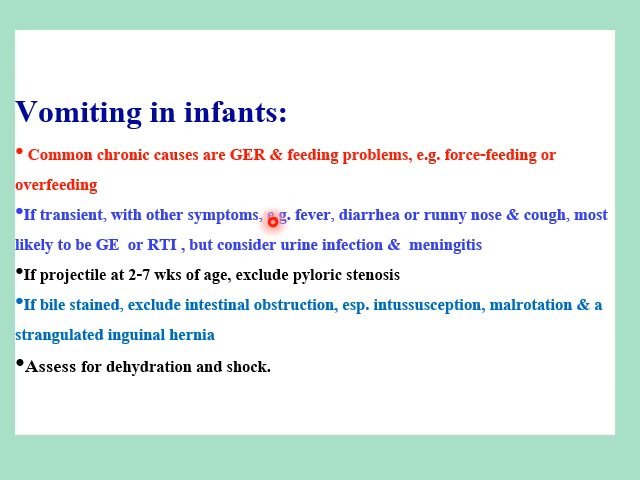 Vomiting in infants:
• Common chronic causes are GER & feeding problems, e.g. force-feeding or
overfeeding
•If transient, with other symptoms, e.g. fever, diarrhea or runny nose & cough, most
likely to be GE or RTI , but consider urine infection & meningitis
•If projectile at 2-7 wks of age, exclude pyloric stenosis
•If bile stained, exclude intestinal obstruction, esp. intussusception, malrotation & a
strangulated inguinal hernia
•Assess for dehydration and shock.